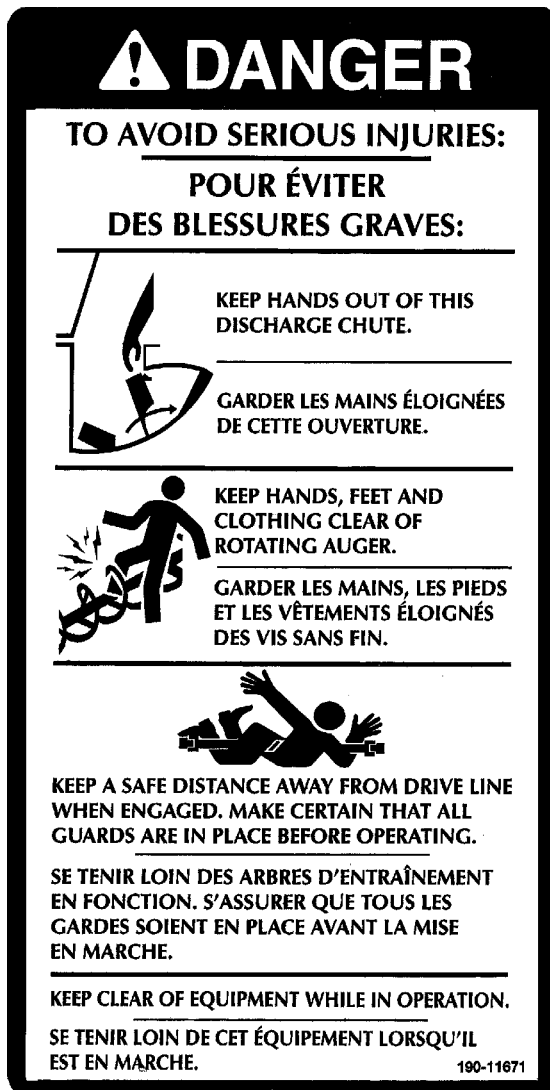 DANGER
TO AVOID SERIOUS INJURIES:
POUR ÉVITER
DES BLESSURES GRAVES:
KEEP HANDS OUT OF THIS
DISCHARGE CHUTE.
GARDER LES MAINS ÉLOIGNÉES
DE CETTE OUVERTURE.
KEEP HANDS, FEET AND
CLOTHING CLEAR OF
ROTATING AUGER.
GARDER LES MAINS, LES PIEDS
ET LES VÊTEMENTS ÉLOIGNÉS
DES VIS SANS FIN.
KEEP A SAFE DISTANCE AWAY FROM DRIVE LINE
WHEN ENGAGED. MAKE CERTAIN THAT ALL
GUARDS ARE IN PLACE BEFORE OPERATING.
SE TENIR LOIN DES ARBRES D'ENTRAÎNEMENT
EN FONCTION. S'ASSURER QUE TOUS LES
GARDES SOIENT EN PLACE AVANT LA MISE
EN MARCHE.
KEEP CLEAR OF EQUIPMENT WHILE IN OPERATION.
SE TENIR LOIN DE CET ÉQUIPEMENT LORSQU'IL
EST EN MARCHE.
190-11671